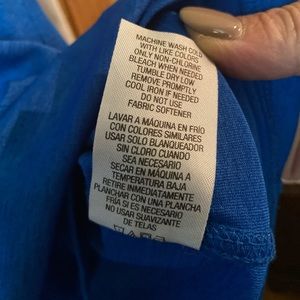 MACHINE WASH COLD
WITH LIKE COLORS
ONLY NON-CHLORINE
BLEACH WHEN NEEDED
TUMBLE DRY LOW
REMOVE PROMPTLY
COOL IRON IF NEEDED
DO NOT USE
FABRIC SOFTENER
LAVAR A MÁQUINA EN FRÍO
CON COLORES SIMILARES
USAR SOLO BLANQUEADOR
SIN CLORO CUANDO
SEA NECESARIO
SECAR EN MÁQUINA A
TEMPERATURA BAJA
RETIRE INMEDIATAMENTE
PLANCHAR CON UNA PLANCHA
FRÍA SI ES NECESARIO
NO USAR SUAVIZANTE
DE TELAS